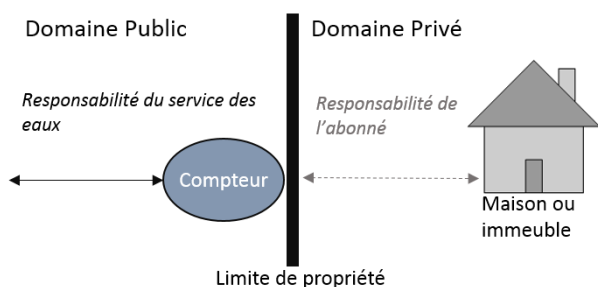 Domaine Public
Domaine Privé
Responsabilité du service des
eaux
Responsabilité de
l'abonné
Compteur
Maison ou
immeuble
Limite de propriété